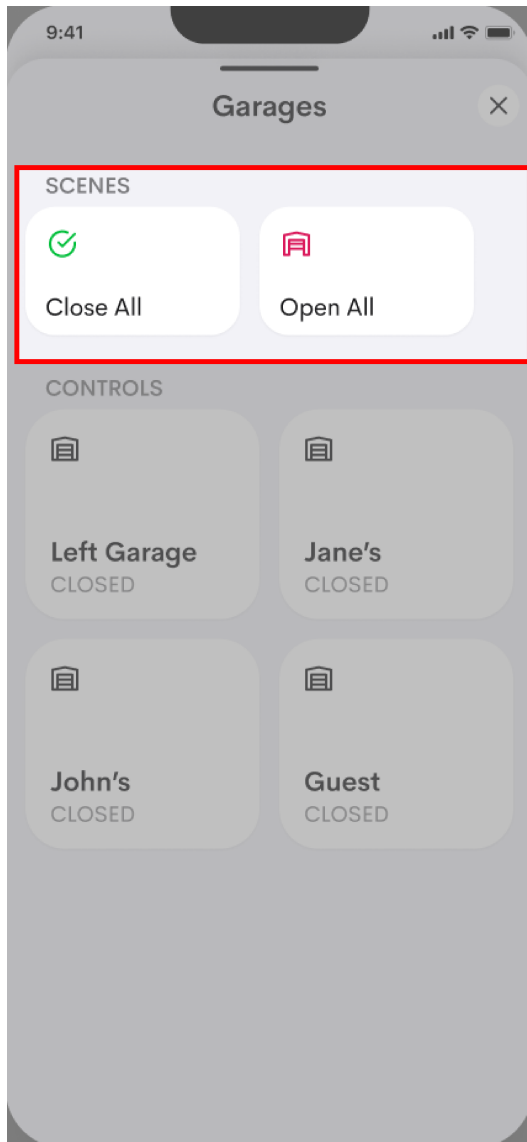 9:41
Garages
SCENES
Close All
Open All
CONTROLS
Left Garage
CLOSED
Jane's
CLOSED
John's
CLOSED
Guest
CLOSED